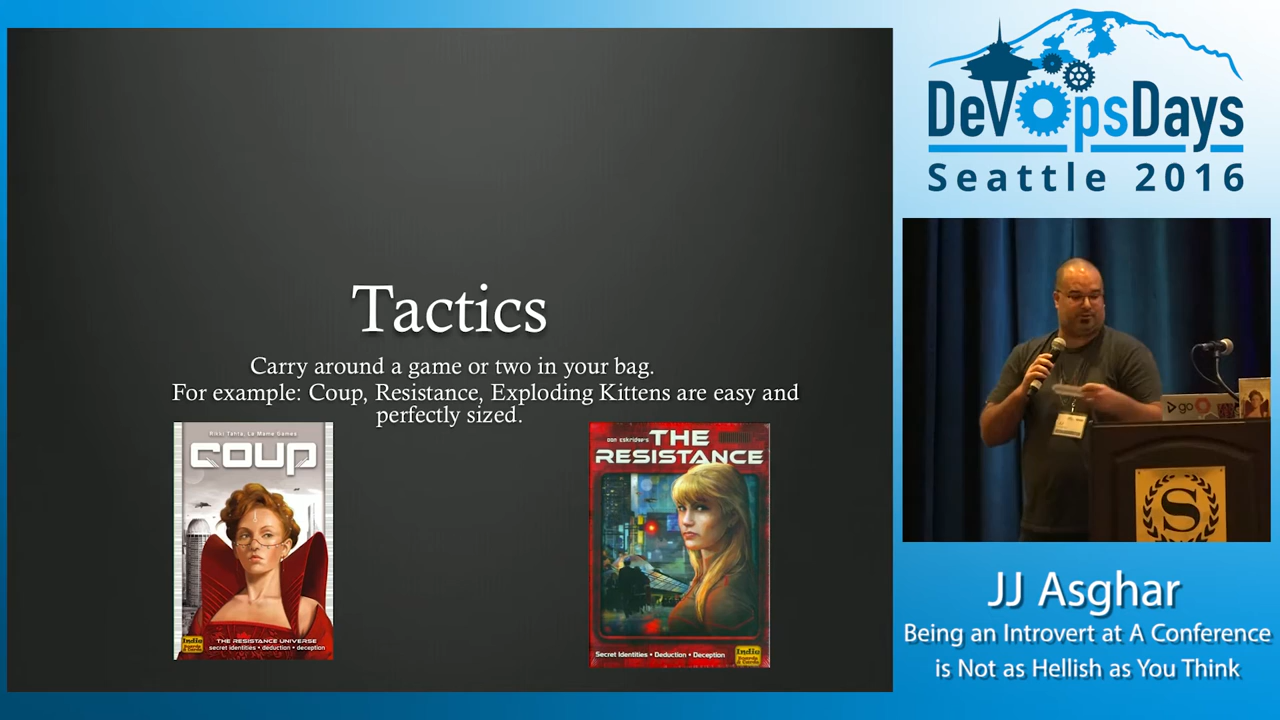 Tactics
Carry around a game or two in your bag.
For example: Coup, Resistance, Exploding Kittens are easy and
perfectly sized.
Rikki Tahta, La Mame Games
coup
THE RESISTANCE UNIVERSE
secret identities • deduction • deception
Indie
don eskridge's THE
RESISTANCE
Secret Identities • Deduction • Deception
Indie
DevOpsDays
Seattle 2016
go
S
JJ Asghar
Being an Introvert at A Conference
is Not as Hellish as You Think